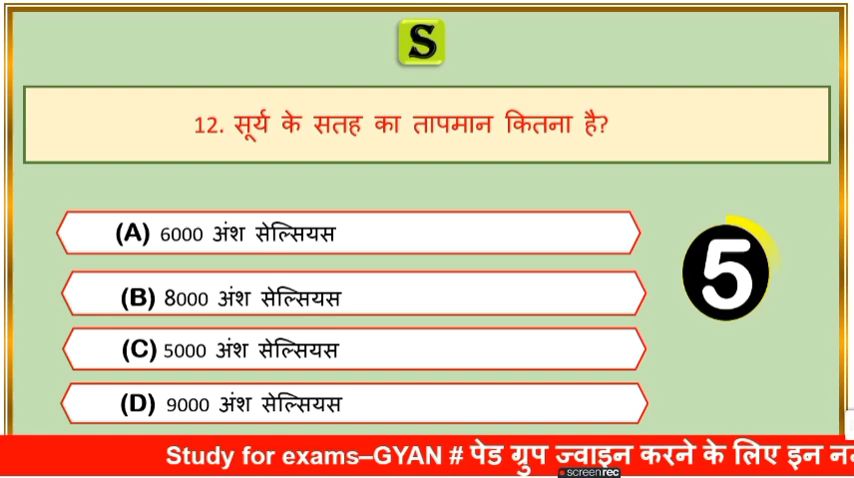 S
12. सूर्य के सतह का तापमान कितना है?
(A) 6000 अंश सेल्सियस
(B) 8000 अंश सेल्सियस
5
(C) 5000 अंश सेल्सियस
(D) 9000 अंश सेल्सियस
Study for exams–GYAN # पेड ग्रुप ज्वाइन करने के लिए इन
screenrec